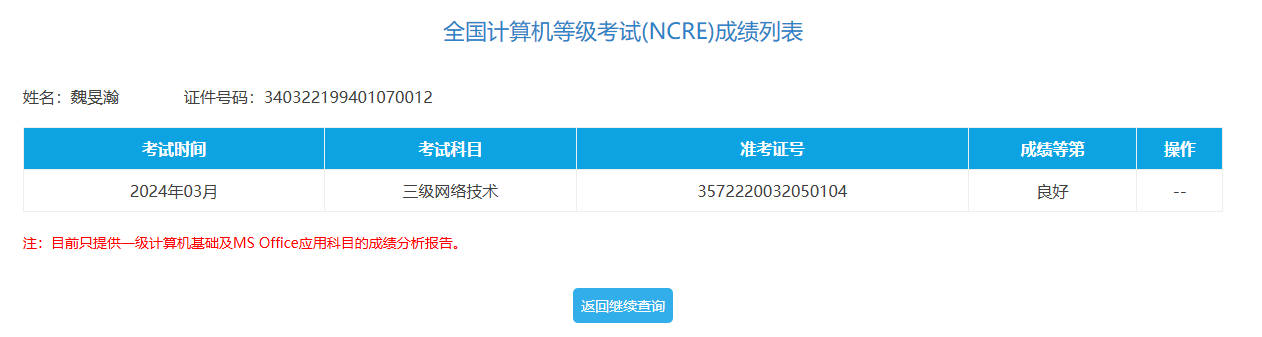 全国计算机等级考试(NCRE)成绩列表
姓名：魏旻瀚 证件号码：340322199401070012
考试时间 考试科目 准考证号 成绩等第 操作
2024年03月 三级网络技术 3572220032050104 良好 --
注：目前只提供一级计算机基础及MS Office应用科目的成绩分析报告。
返回继续查询